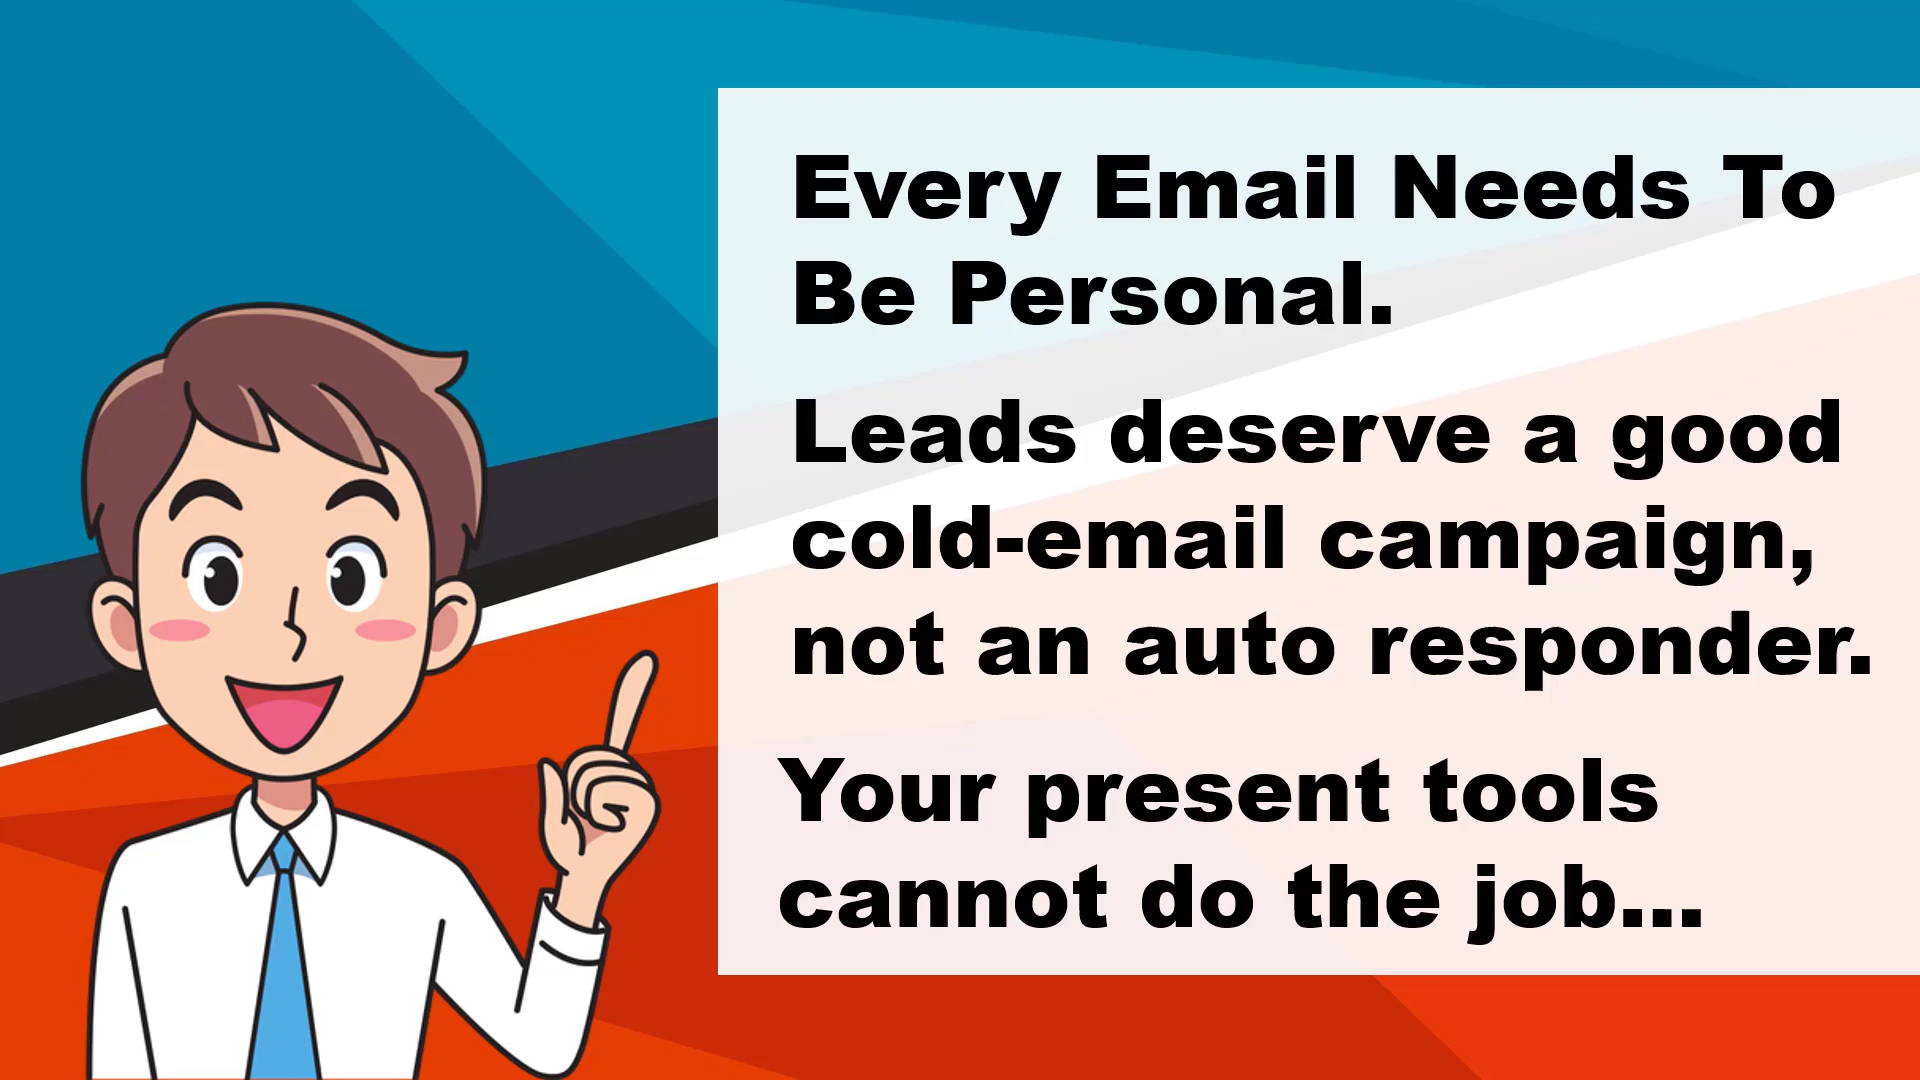 Every Email Needs To
Be Personal.
Leads deserve a good
cold-email campaign,
not an auto responder.
Your present tools
cannot do the job...